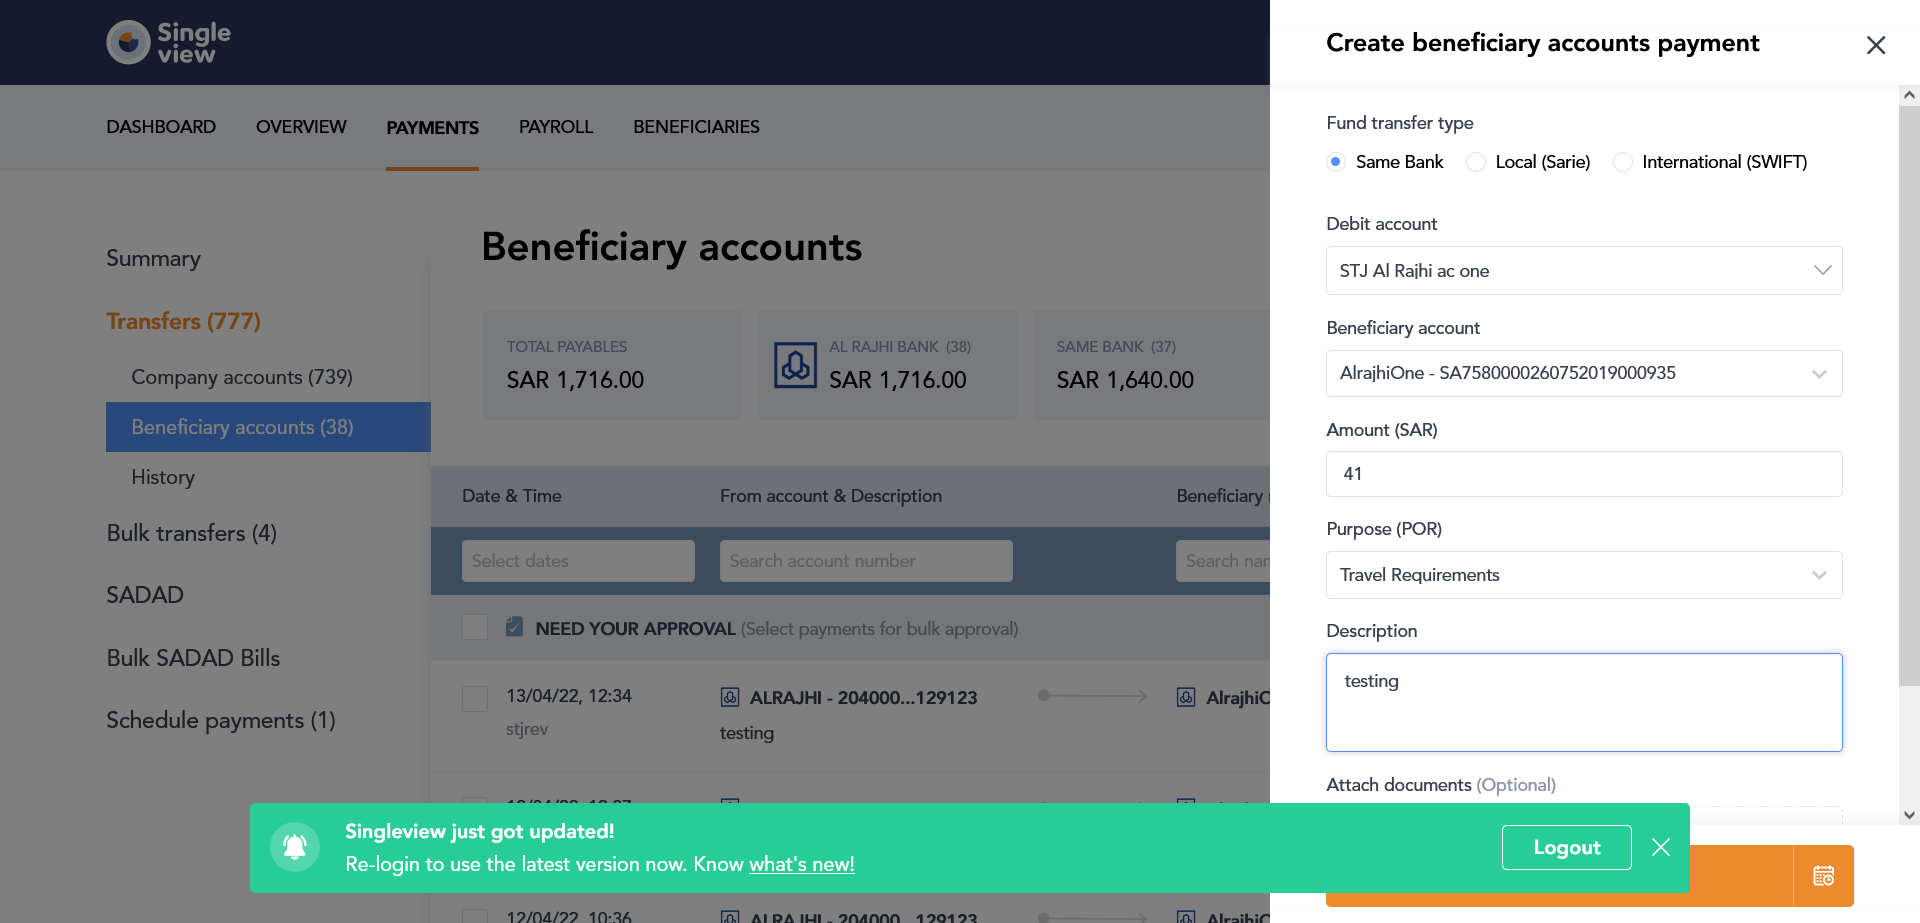 Single
view
DASHBOARD OVERVIEW PAYMENTS PAYROLL BENEFICIARIES
Summary
Transfers (777)
Company accounts (739)
Beneficiary accounts (38)
History
Bulk transfers (4)
SADAD
Bulk SADAD Bills
Schedule payments (1)
Beneficiary accounts
TOTAL PAYABLES
SAR 1,716.00
AL RAJHI BANK (38)
SAR 1,716.00
SAME BANK (37)
SAR 1,640.00
Date & Time From account & Description Beneficiary
Select dates Search account number Search
NEED YOUR APPROVAL (Select payments for bulk approval)
13/04/22, 12:34 ALRAJHI - 204000...129123
stjrev testing
12/04/22, 10:36 ALRAJHI - 204000...129123
Create beneficiary accounts payment
Fund transfer type
Same Bank Local (Sarie) International (SWIFT)
Debit account
STJ Al Rajhi ac one
Beneficiary account
AlrajhiOne - SA7580000260752019000935
Amount (SAR)
41
Purpose (POR)
Travel Requirements
Description
testing
Attach documents (Optional)
Singleview just got updated!
Re-login to use the latest version now. Know what's new!
Logout